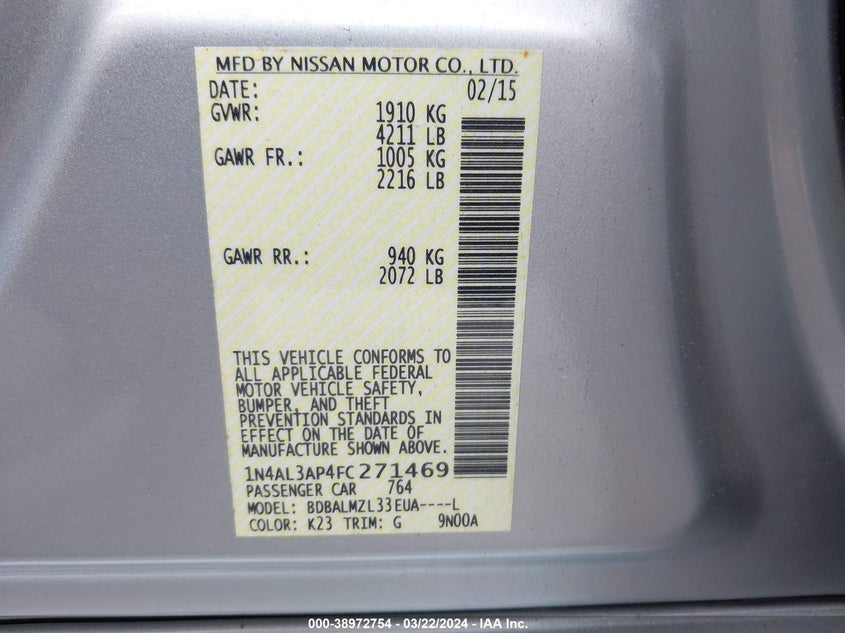 MFD BY NISSAN MOTOR CO., LTD.
DATE: 02/15
GVWR: 1910 KG
4211 LB
GAWR FR.: 1005 KG
2216 LB
GAWR RR.: 940 KG
2072 LB
THIS VEHICLE CONFORMS TO
ALL APPLICABLE FEDERAL
MOTOR VEHICLE SAFETY,
BUMPER, AND THEFT
PREVENTION STANDARDS IN
EFFECT ON THE DATE OF
MANUFACTURE SHOWN ABOVE.
1N4AL3AP4FC271469
PASSENGER CAR 764
MODEL: BDBALMZL33EUA----L
COLOR: K23 TRIM: G 9N00A
000-38972754 - 03/22/2024 - IAA Inc.